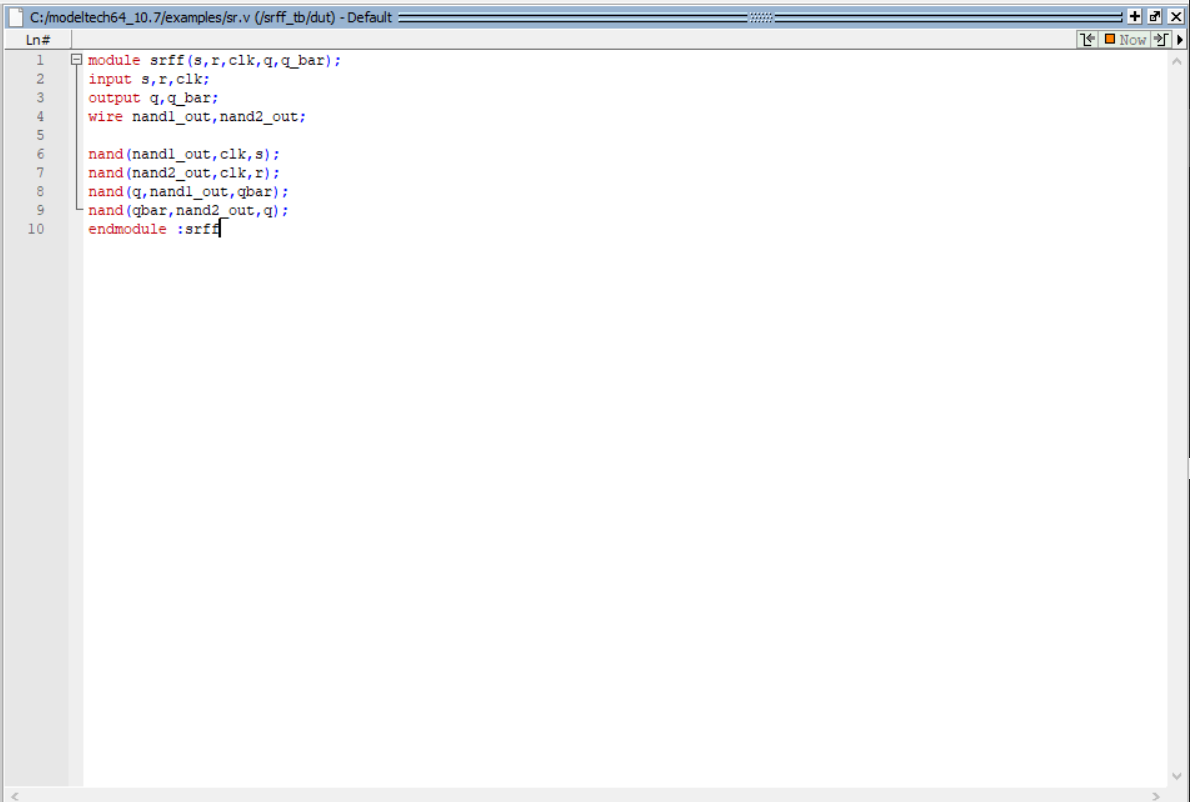 C:/modeltech64_10.7/examples/sr.v (/srff_tb/dut) - Default
Ln#
Now
1 module srff(s,r,clk,q,q_bar);
2 input s,r,clk;
3 output q,q_bar;
4 wire nand1_out,nand2_out;
5
6 nand(nand1_out,clk,s);
7 nand(nand2_out,clk,r);
8 nand(q,nand1_out,qbar);
9 nand(qbar,nand2_out,q);
10 endmodule :srff